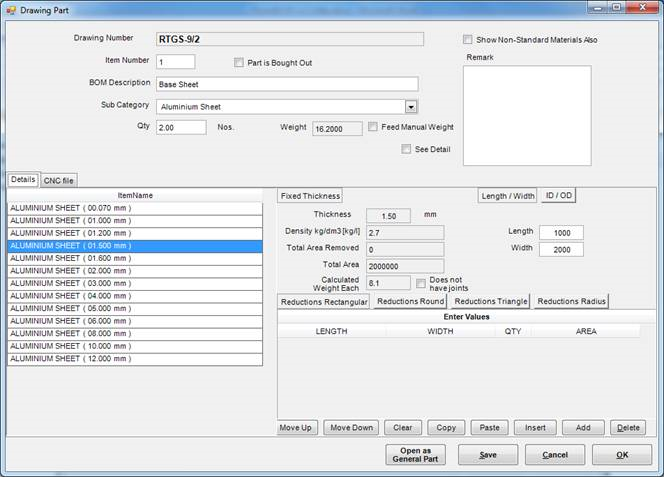 Drawing Part
Drawing Number RTGS-9/2 Show Non-Standard Materials Also
Item Number 1 Part is Bought Out Remark
BOM Description Base Sheet
Sub Category Aluminium Sheet
Qty 2.00 Nos. Weight 16.2000 Feed Manual Weight
See Detail
Details CNC file
ItemName
ALUMINIUM SHEET ( 00.070 mm )
ALUMINIUM SHEET ( 01.000 mm )
ALUMINIUM SHEET ( 01.200 mm )
ALUMINIUM SHEET ( 01.500 mm )
ALUMINIUM SHEET ( 01.600 mm )
ALUMINIUM SHEET ( 02.000 mm )
ALUMINIUM SHEET ( 03.000 mm )
ALUMINIUM SHEET ( 04.000 mm )
ALUMINIUM SHEET ( 05.000 mm )
ALUMINIUM SHEET ( 06.000 mm )
ALUMINIUM SHEET ( 08.000 mm )
ALUMINIUM SHEET ( 10.000 mm )
ALUMINIUM SHEET ( 12.000 mm )
Fixed Thickness Length / Width ID / OD
Thickness 1.50 mm
Density kg/dm3 [kg/l] 2.7 Length 1000
Total Area Removed 0 Width 2000
Total Area 2000000
Calculated Weight Each 8.1 Does not have joints
Reductions Rectangular Reductions Round Reductions Triangle Reductions Radius
Enter Values
LENGTH WIDTH QTY AREA
Move Up Move Down Clear Copy Paste Insert Add Delete
Open as General Part Save Cancel OK